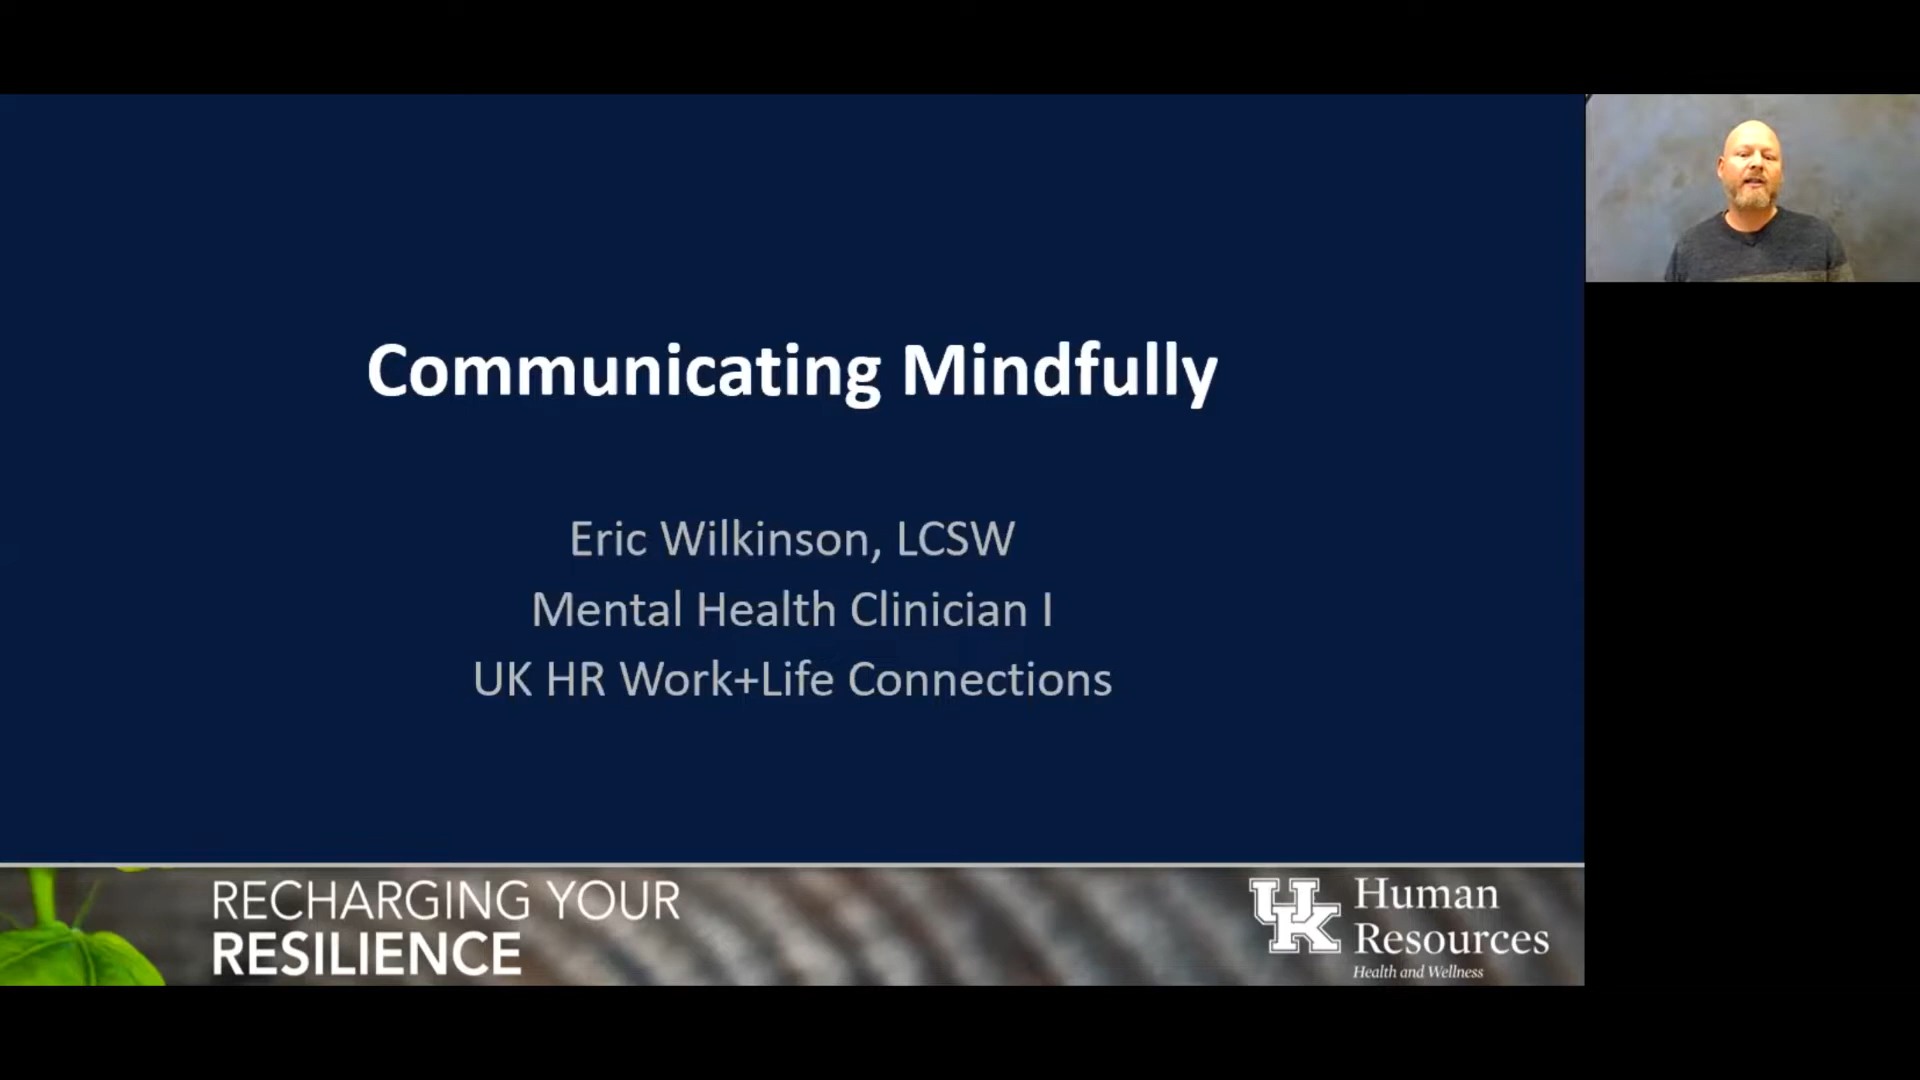 Communicating Mindfully
Eric Wilkinson, LCSW
Mental Health Clinician I
UK HR Work+Life Connections
RECHARGING YOUR
RESILIENCE
UK
Human
Resources
Health and Wellness